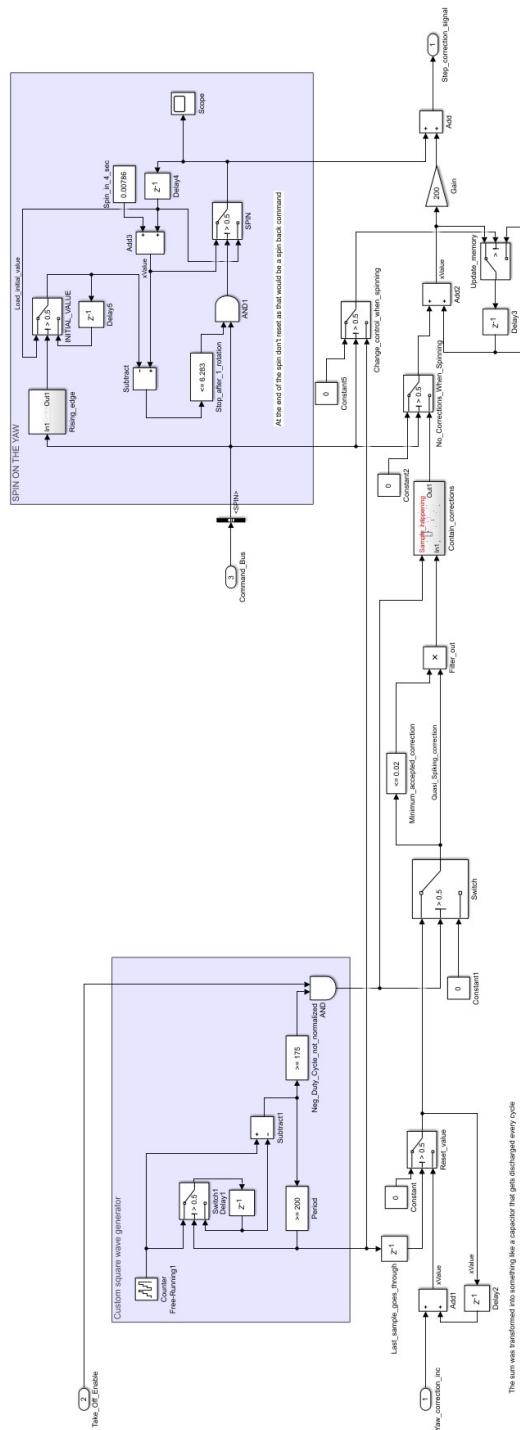 SPIN ON THE YAW
Load_initial_value
Spin_in_4_sec
0.00786
> 0.5
INITIAL_VALUE
Rising_edge
In1
Out1
Z-1
Delay5
Add3
xValue
Z-1
Delay4
Scope
Subtract
<= 6.283
Stop_after_1_rotation
AND1
> 0.5
SPIN
At the end of the spin don't reset as that would be a spin back command
<SPIN>
3
Command_Bus
1
Step_correction_signal
Add
200
Gain
0
Constant5
> 0.5
Change_control_when_spinning
0
Constant2
> 0.5
No_Corrections_When_Spinning
xValue
Add2
Update_memory
Z-1
Delay3
Sample_happening
In1
Out1
Contain_corrections
×
Filter_out
<= 0.02
Minimum_accepted_correction
Quasi_Spiking_correction
> 0.5
Switch
0
Constant1
2
Take_Off_Enable
Custom square wave generator
Counter
Free-Running1
> 0.5
Switch1
Delay1
Z-1
Subtract1
>= 175
Neg_Duty_Cycle_not_normalized
AND
>= 200
Period
Z-1
Last_sample_goes_through
0
Constant
> 0.5
Reset_value
1
Yaw_correction_inc
Add1
xValue
xValue
Z-1
Delay2
The sum was transformed into something like a capacitor that gets discharged every cycle